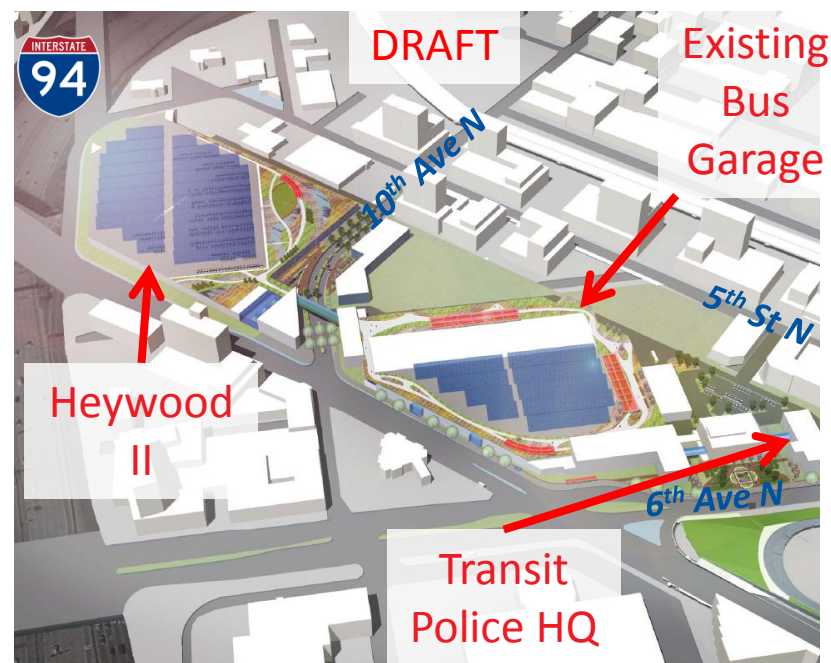 INTERSTATE
94
DRAFT
Existing
Bus
Garage
10th Ave N
5th St N
Heywood
II
6th Ave N
Transit
Police HQ